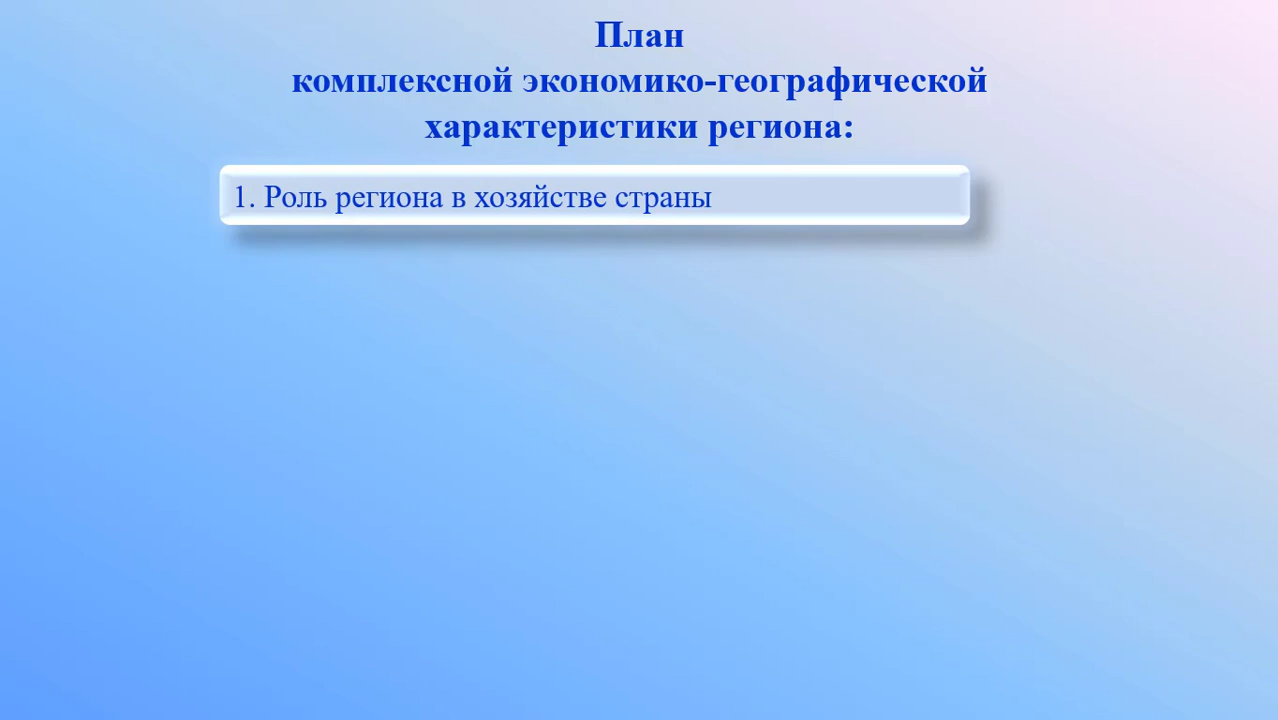 План
комплексной экономико-географической
характеристики региона:
1. Роль региона в хозяйстве страны